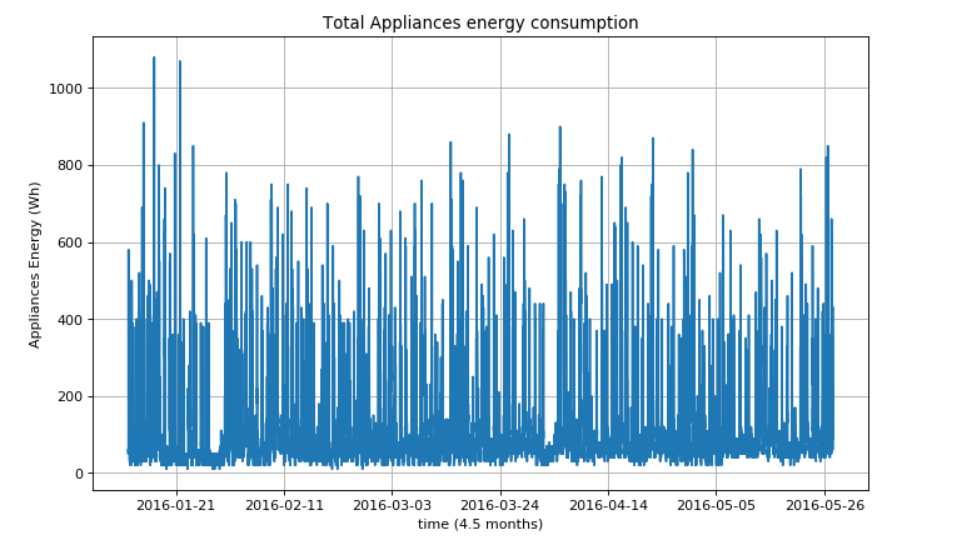 Total Appliances energy consumption
Appliances Energy (Wh)
1000
800
600
400
200
0
2016-01-21 2016-02-11 2016-03-03 2016-03-24 2016-04-14 2016-05-05 2016-05-26
time (4.5 months)